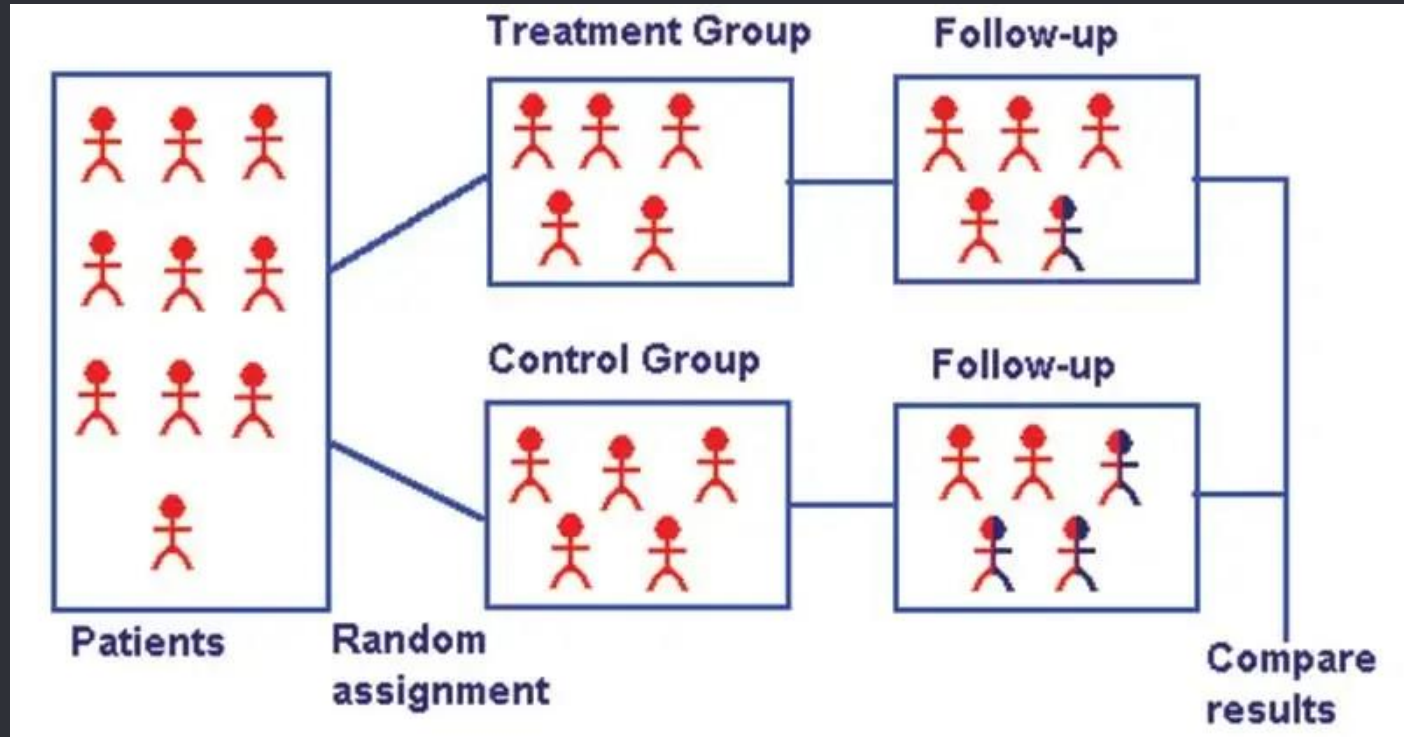 Treatment Group
Follow-up
Control Group
Follow-up
Patients
Random
assignment
Compare
results